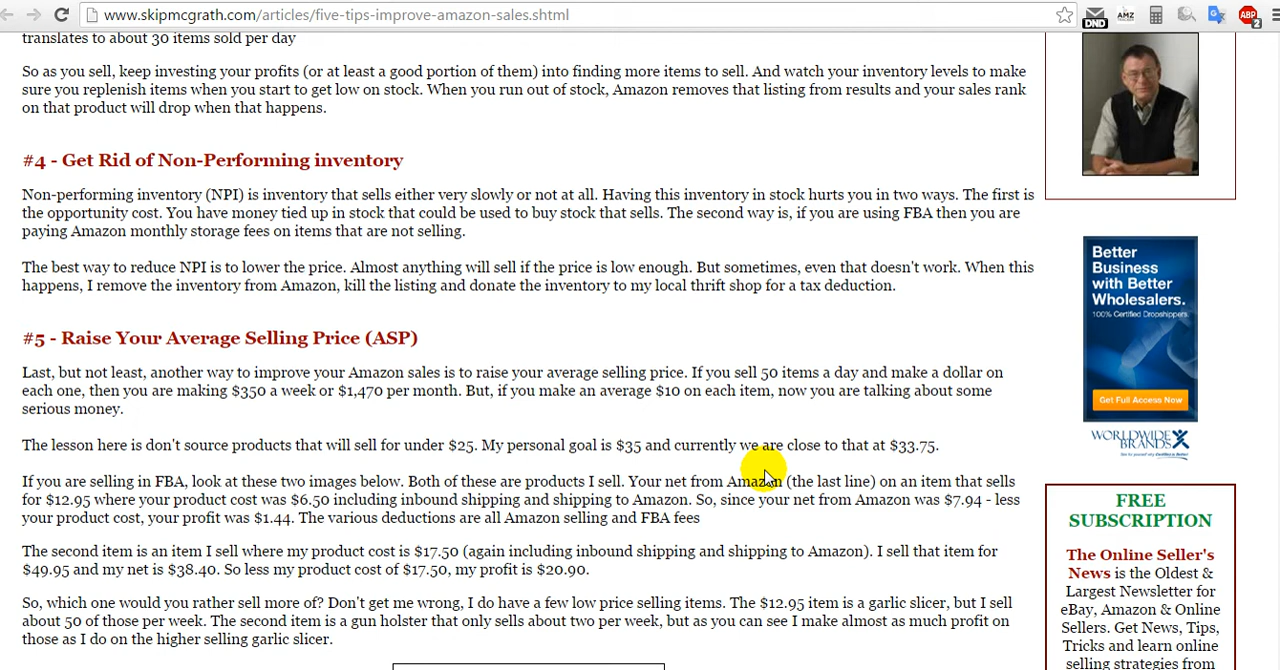 www.skipmcgrath.com/articles/five-tips-improve-amazon-sales.shtml
DND
AMZ
ABP
2
translates to about 30 items sold per day
So as you sell, keep investing your profits (or at least a good portion of them) into finding more items to sell. And watch your inventory levels to make
sure you replenish items when you start to get low on stock. When you run out of stock, Amazon removes that listing from results and your sales rank
on that product will drop when that happens.
#4 - Get Rid of Non-Performing inventory
Non-performing inventory (NPI) is inventory that sells either very slowly or not at all. Having this inventory in stock hurts you in two ways. The first is
the opportunity cost. You have money tied up in stock that could be used to buy stock that sells. The second way is, if you are using FBA then you are
paying Amazon monthly storage fees on items that are not selling.
The best way to reduce NPI is to lower the price. Almost anything will sell if the price is low enough. But sometimes, even that doesn't work. When this
happens, I remove the inventory from Amazon, kill the listing and donate the inventory to my local thrift shop for a tax deduction.
#5 - Raise Your Average Selling Price (ASP)
Last, but not least, another way to improve your Amazon sales is to raise your average selling price. If you sell 50 items a day and make a dollar on
each one, then you are making $350 a week or $1,470 per month. But, if you make an average $10 on each item, now you are talking about some
serious money.
The lesson here is don't source products that will sell for under $25. My personal goal is $35 and currently we are close to that at $33.75.
If you are selling in FBA, look at these two images below. Both of these are products I sell. Your net from Amazon (the last line) on an item that sells
for $12.95 where your product cost was $6.50 including inbound shipping and shipping to Amazon. So, since your net from Amazon was $7.94 - less
your product cost, your profit was $1.44. The various deductions are all Amazon selling and FBA fees
The second item is an item I sell where my product cost is $17.50 (again including inbound shipping and shipping to Amazon). I sell that item for
$49.95 and my net is $38.40. So less my product cost of $17.50, my profit is $20.90.
So, which one would you rather sell more of? Don't get me wrong, I do have a few low price selling items. The $12.95 item is a garlic slicer, but I sell
about 50 of those per week. The second item is a gun holster that only sells about two per week, but as you can see I make almost as much profit on
those as I do on the higher selling garlic slicer.
Better
Business
with Better
Wholesalers.
100% Certified Dropshippers
Get Full Access Now
WORLDWIDE
BRANDS
FREE
SUBSCRIPTION
The Online Seller's
News is the Oldest &
Largest Newsletter for
eBay, Amazon & Online
Sellers. Get News, Tips,
Tricks and learn online
selling strategies from